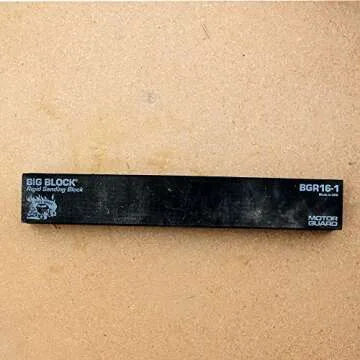 BIG BLOCK®
Rigid Sanding Block
BGR16-1
Made in USA
MOTOR
GUARD